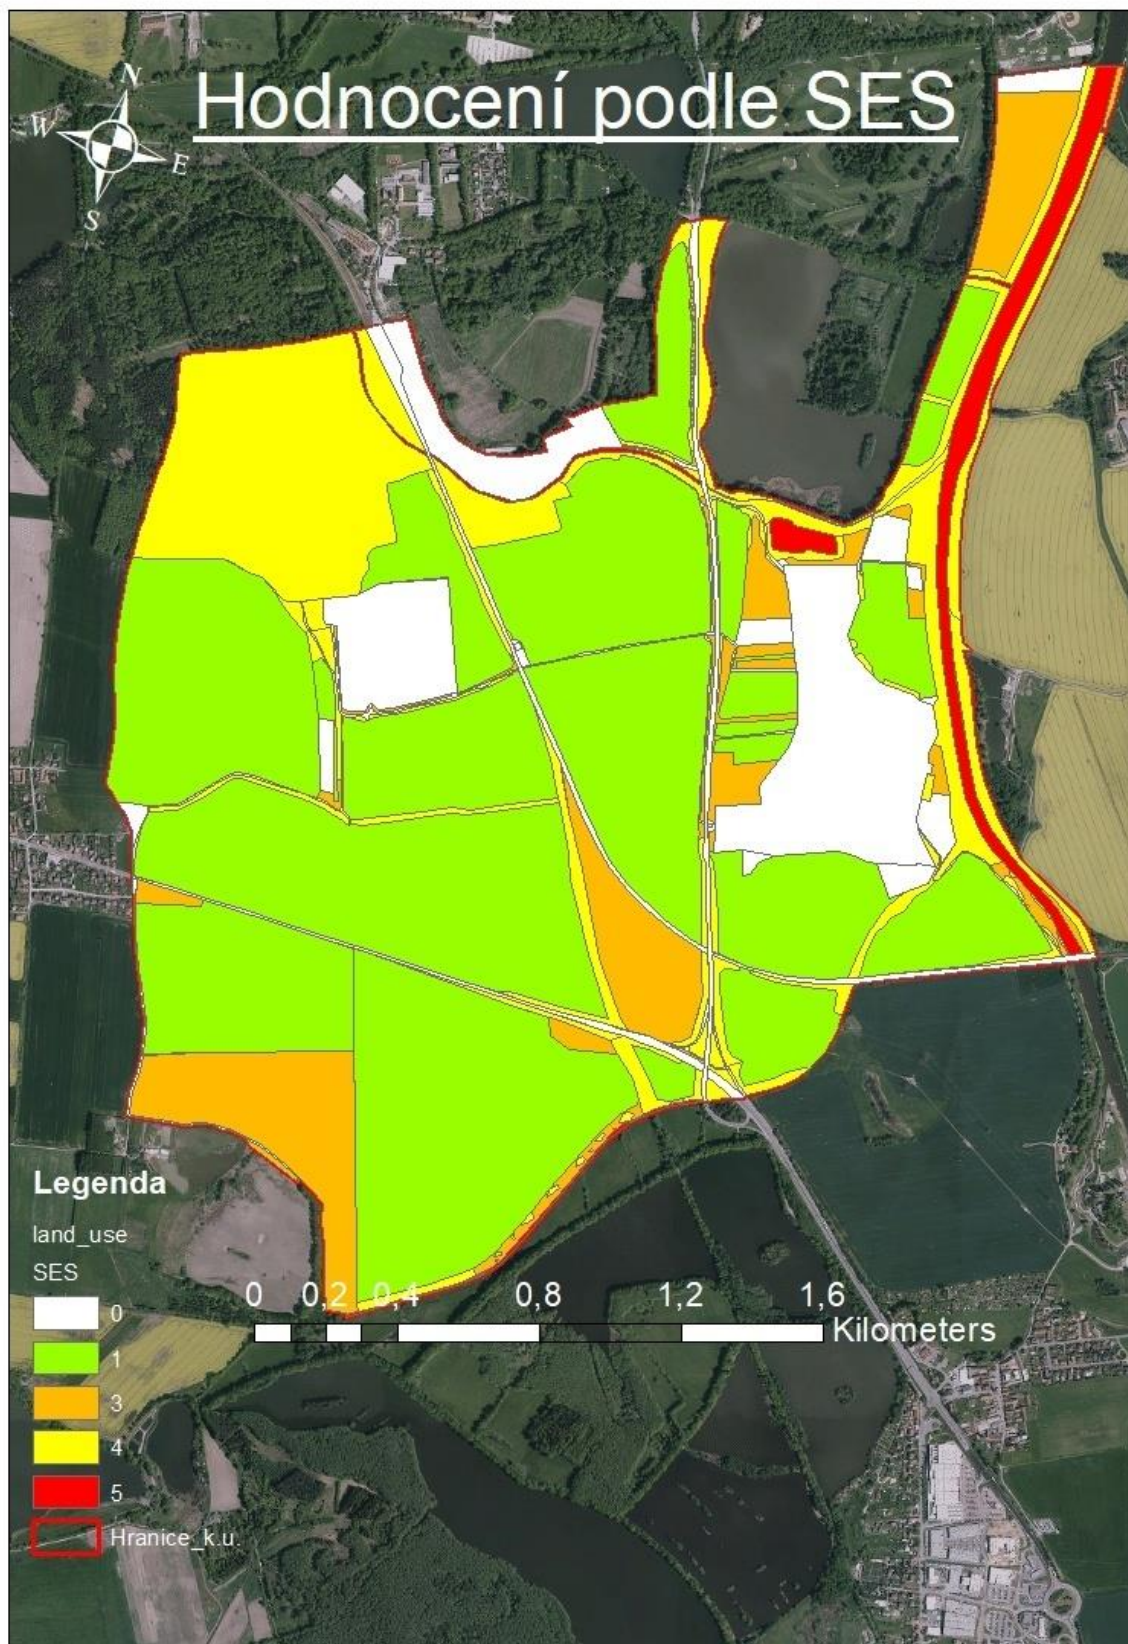 Hodnocení podle SES
N
W
E
S
Legenda
land_use
SES
0
1
3
4
5
Hranice_k.u.
0 0,2 0,4 0,8 1,2 1,6
Kilometers